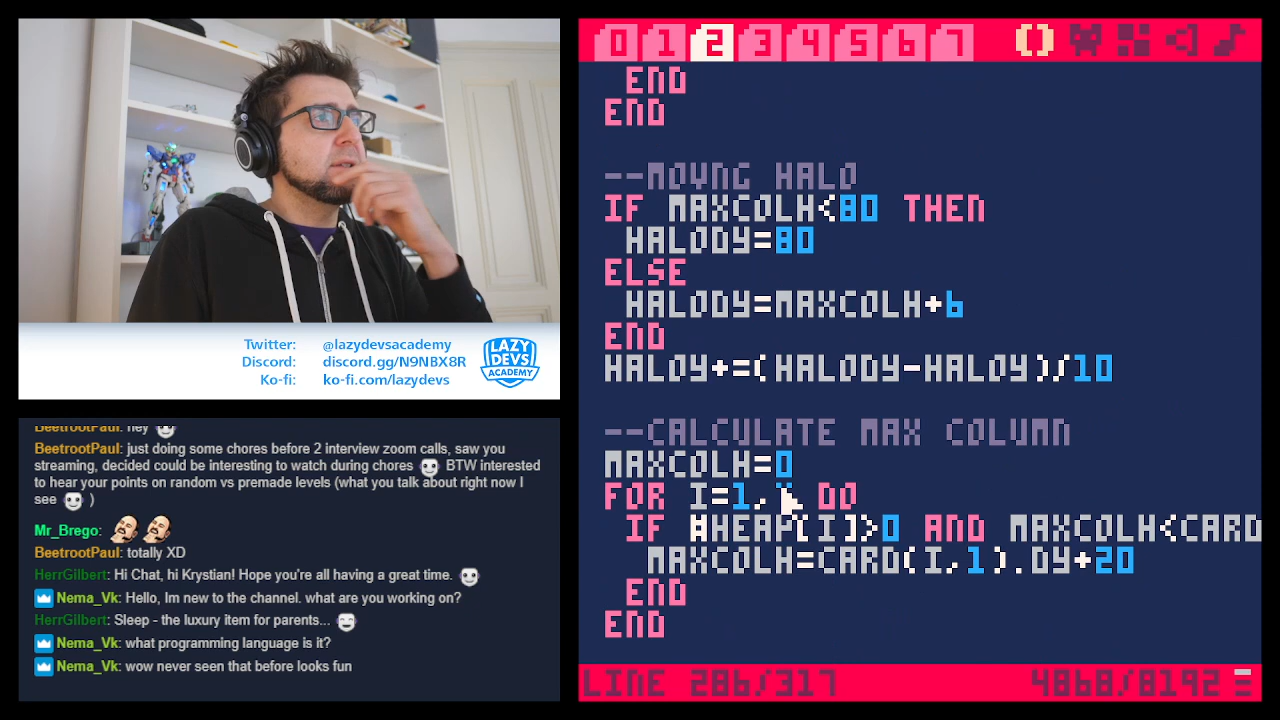 Twitter: @lazydevsacademy
Discord: discord.gg/N9NBX8R
Ko-fi: ko-fi.com/lazydevs
LAZY
DEVS
ACADEMY
BeetrootPaul: hey
BeetrootPaul: just doing some chores before 2 interview zoom calls, saw you
streaming, decided could be interesting to watch during chores BTW interested
to hear your points on random vs premade levels (what you talk about right now I
see )
Mr_Brego:
BeetrootPaul: totally XD
HerrGilbert: Hi Chat, hi Krystian! Hope you're all having a great time.
Nema_Vk: Hello, Im new to the channel. what are you working on?
HerrGilbert: Sleep - the luxury item for parents...
Nema_Vk: what programming language is it?
Nema_Vk: wow never seen that before looks fun
0 1 2 3 4 5 6 7 ()
END
END
--MOVNG HALO
IF MAXCOLH<80 THEN
HALODY=80
ELSE
HALODY=MAXCOLH+6
END
HALOY+=(HALODY-HALOY)/10
--CALCULATE MAX COLUMN
MAXCOLH=0
FOR I=1, DO
IF #HEAP[I]>0 AND MAXCOLH<CARD
MAXCOLH=CARD(I,1).DY+20
END
END
LINE 286/317 4868/8192